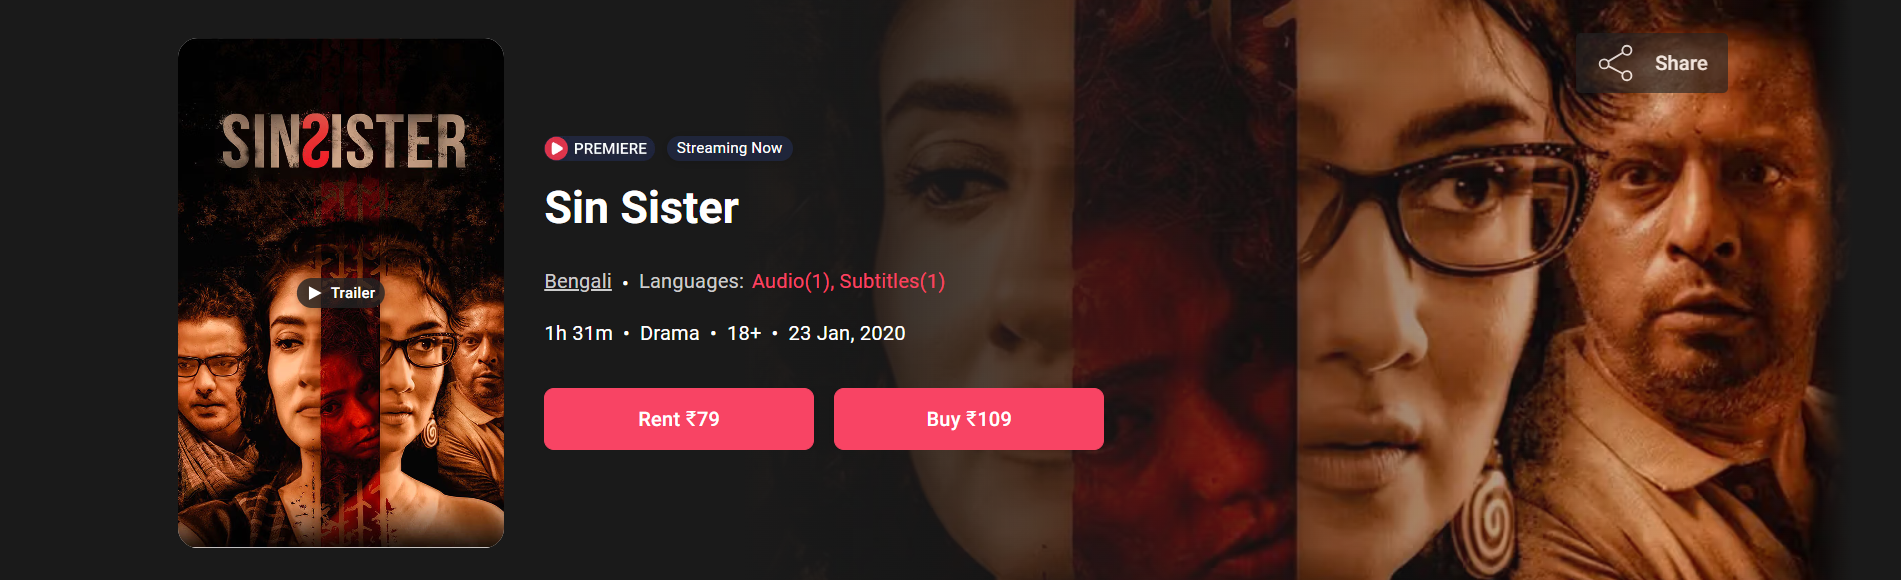 SINSISTER
Trailer
PREMIERE
Streaming Now
Sin Sister
Bengali • Languages: Audio(1), Subtitles(1)
1h 31m • Drama • 18+ • 23 Jan, 2020
Rent ₹79
Buy ₹109
Share